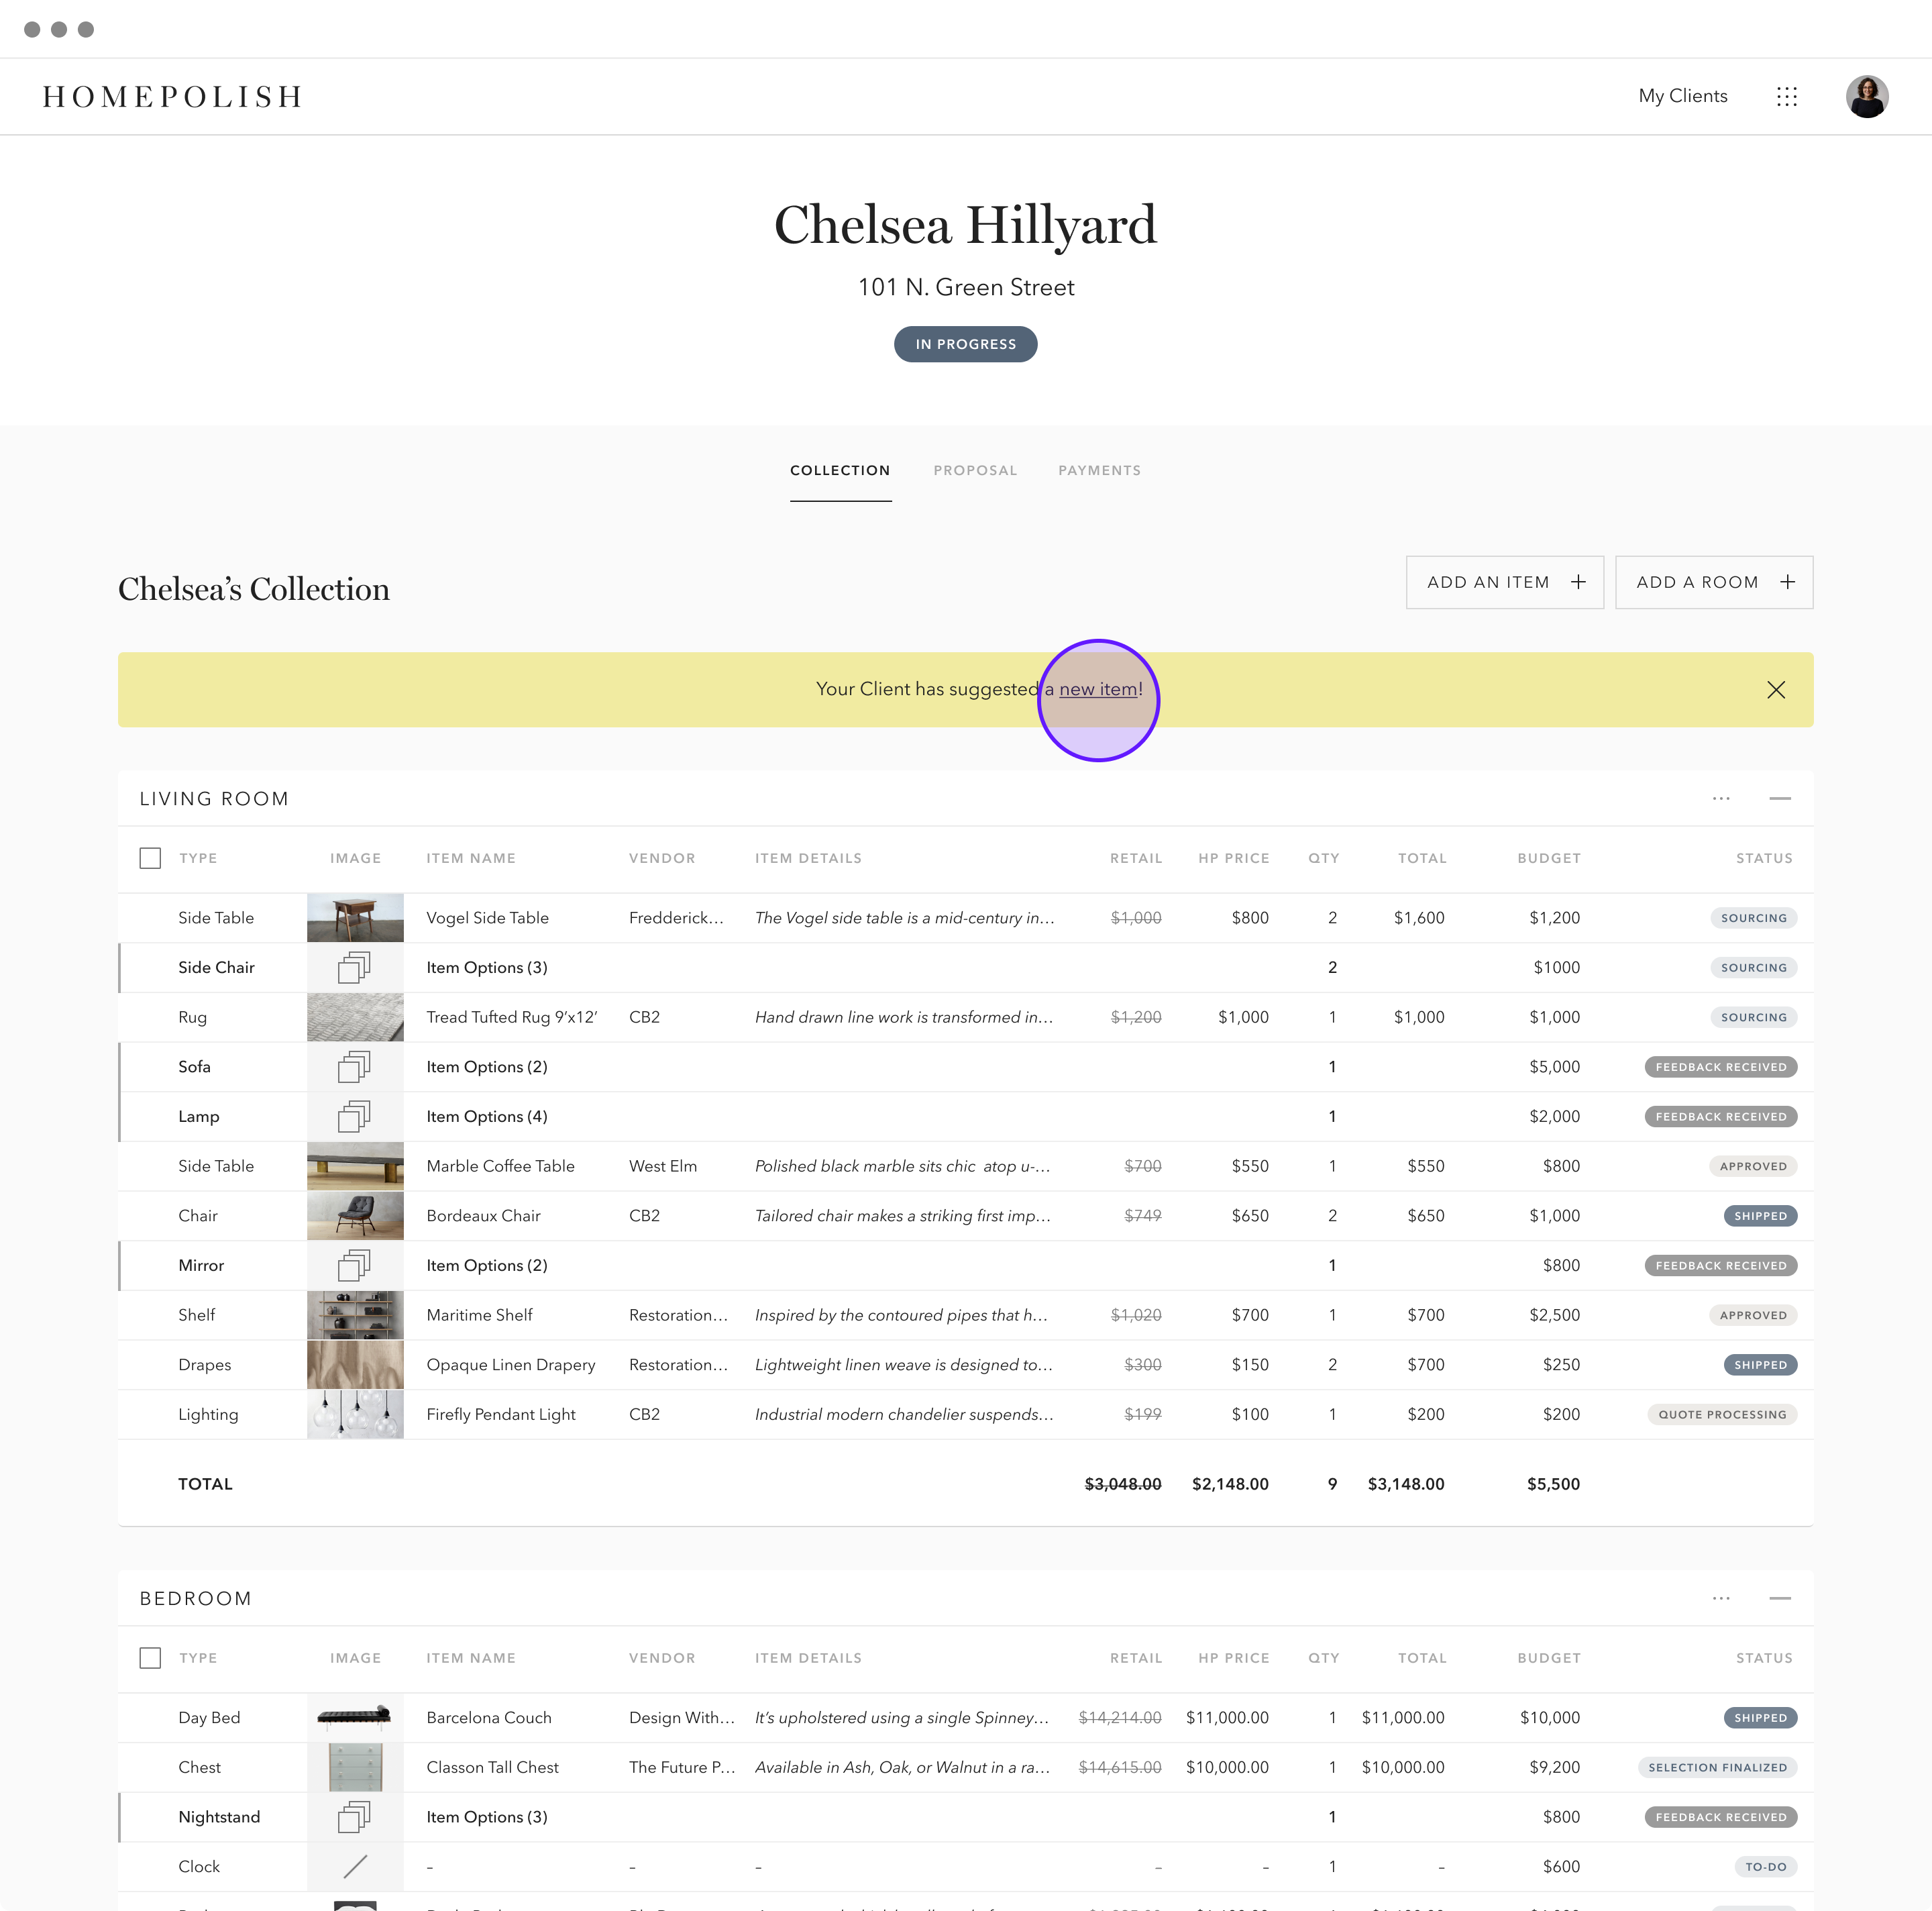 HOMEPOLISH
My Clients
Chelsea Hillyard
101 N. Green Street
IN PROGRESS
COLLECTION PROPOSAL PAYMENTS
Chelsea’s Collection
ADD AN ITEM +
ADD A ROOM +
Your Client has suggested a new item!
LIVING ROOM
TYPE IMAGE ITEM NAME VENDOR ITEM DETAILS RETAIL HP PRICE QTY TOTAL BUDGET STATUS
Side Table Vogel Side Table Fredderick… The Vogel side table is a mid-century in… $1,000 $800 2 $1,600 $1,200 SOURCING
Side Chair Item Options (3) 2 $1000 SOURCING
Rug Tread Tufted Rug 9’x12’ CB2 Hand drawn line work is transformed in… $1,200 $1,000 1 $1,000 $1,000 SOURCING
Sofa Item Options (2) 1 $5,000 FEEDBACK RECEIVED
Lamp Item Options (4) 1 $2,000 FEEDBACK RECEIVED
Side Table Marble Coffee Table West Elm Polished black marble sits chic atop u-… $700 $550 1 $550 $800 APPROVED
Chair Bordeaux Chair CB2 Tailored chair makes a striking first imp… $749 $650 2 $650 $1,000 SHIPPED
Mirror Item Options (2) 1 $800 FEEDBACK RECEIVED
Shelf Maritime Shelf Restoration… Inspired by the contoured pipes that h… $1,020 $700 1 $700 $2,500 APPROVED
Drapes Opaque Linen Drapery Restoration… Lightweight linen weave is designed to… $300 $150 2 $700 $250 SHIPPED
Lighting Firefly Pendant Light CB2 Industrial modern chandelier suspends… $199 $100 1 $200 $200 QUOTE PROCESSING
TOTAL $3,048.00 $2,148.00 9 $3,148.00 $5,500
BEDROOM
TYPE IMAGE ITEM NAME VENDOR ITEM DETAILS RETAIL HP PRICE QTY TOTAL BUDGET STATUS
Day Bed Barcelona Couch Design With… It’s upholstered using a single Spinney… $14,214.00 $11,000.00 1 $11,000.00 $10,000 SHIPPED
Chest Classon Tall Chest The Future P… Available in Ash, Oak, or Walnut in a ra… $14,615.00 $10,000.00 1 $10,000.00 $9,200 SELECTION FINALIZED
Nightstand Item Options (3) 1 $800 FEEDBACK RECEIVED
Clock – – – – – 1 – $600 TO-DO